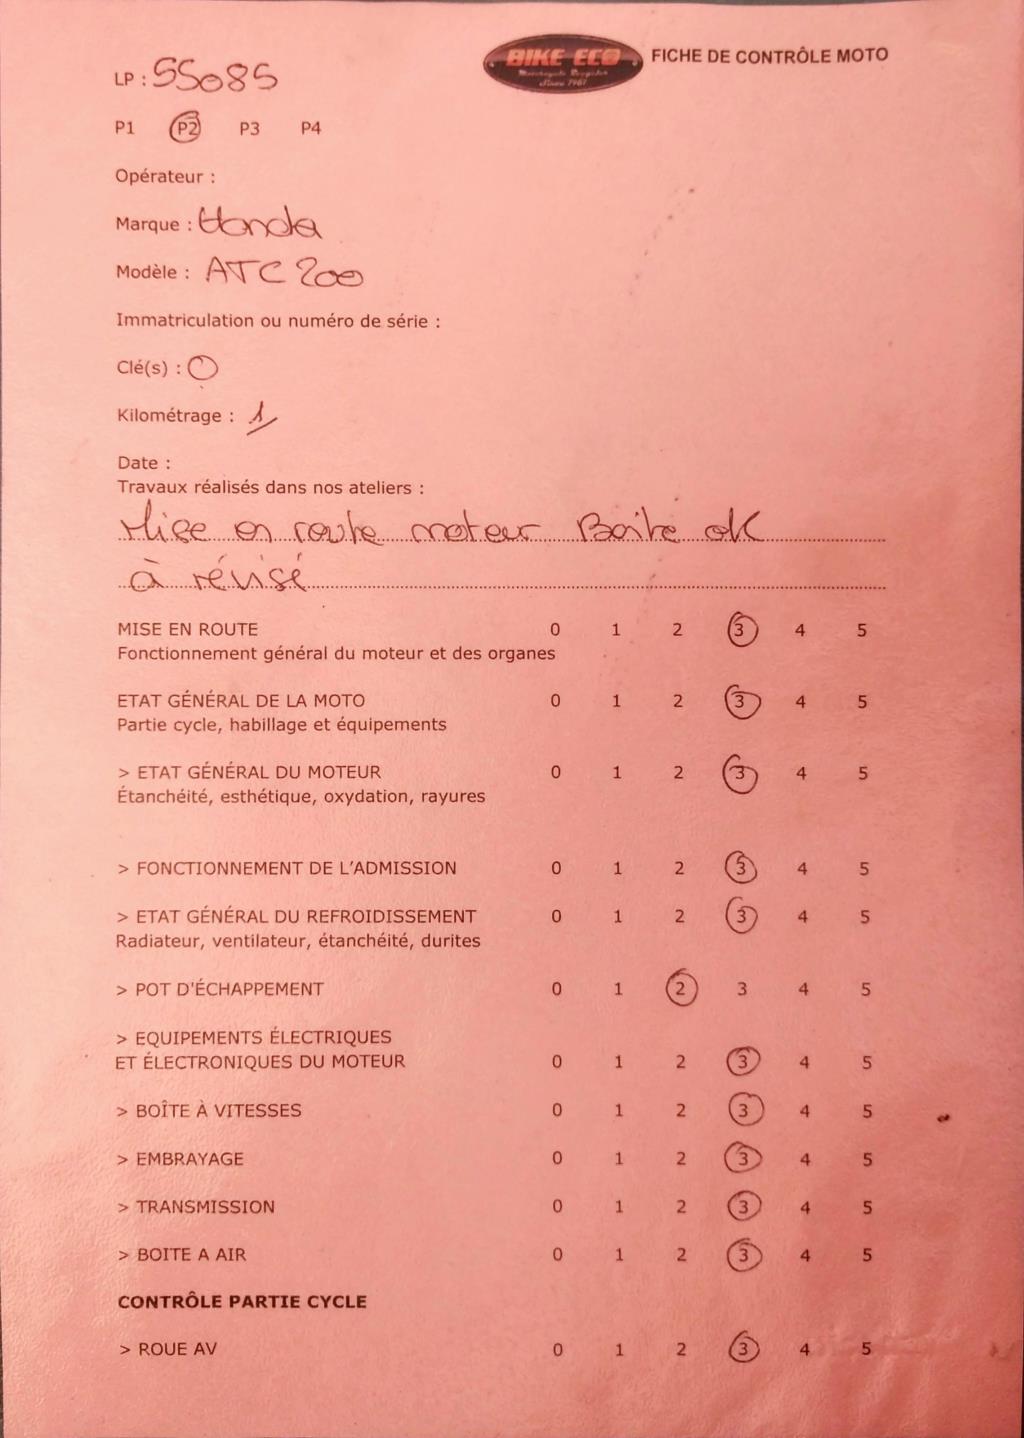 BIKE ECO
Motorcycle Recycler
Since 1961
FICHE DE CONTRÔLE MOTO
LP : 55085
P1 P2 P3 P4
Opérateur :
Marque : Honda
Modèle : ATC 200
Immatriculation ou numéro de série :
Clé(s) : 0
Kilométrage : 1
Date :
Travaux réalisés dans nos ateliers :
Mise en route moteur Boite ok
à révisé
MISE EN ROUTE 0 1 2 3 4 5
Fonctionnement général du moteur et des organes
ETAT GÉNÉRAL DE LA MOTO 0 1 2 3 4 5
Partie cycle, habillage et équipements
> ETAT GÉNÉRAL DU MOTEUR 0 1 2 3 4 5
Étanchéité, esthétique, oxydation, rayures
> FONCTIONNEMENT DE L'ADMISSION 0 1 2 3 4 5
> ETAT GÉNÉRAL DU REFROIDISSEMENT 0 1 2 3 4 5
Radiateur, ventilateur, étanchéité, durites
> POT D'ÉCHAPPEMENT 0 1 2 3 4 5
> EQUIPEMENTS ÉLECTRIQUES
ET ÉLECTRONIQUES DU MOTEUR 0 1 2 3 4 5
> BOÎTE À VITESSES 0 1 2 3 4 5
> EMBRAYAGE 0 1 2 3 4 5
> TRANSMISSION 0 1 2 3 4 5
> BOITE A AIR 0 1 2 3 4 5
CONTRÔLE PARTIE CYCLE
> ROUE AV 0 1 2 3 4 5